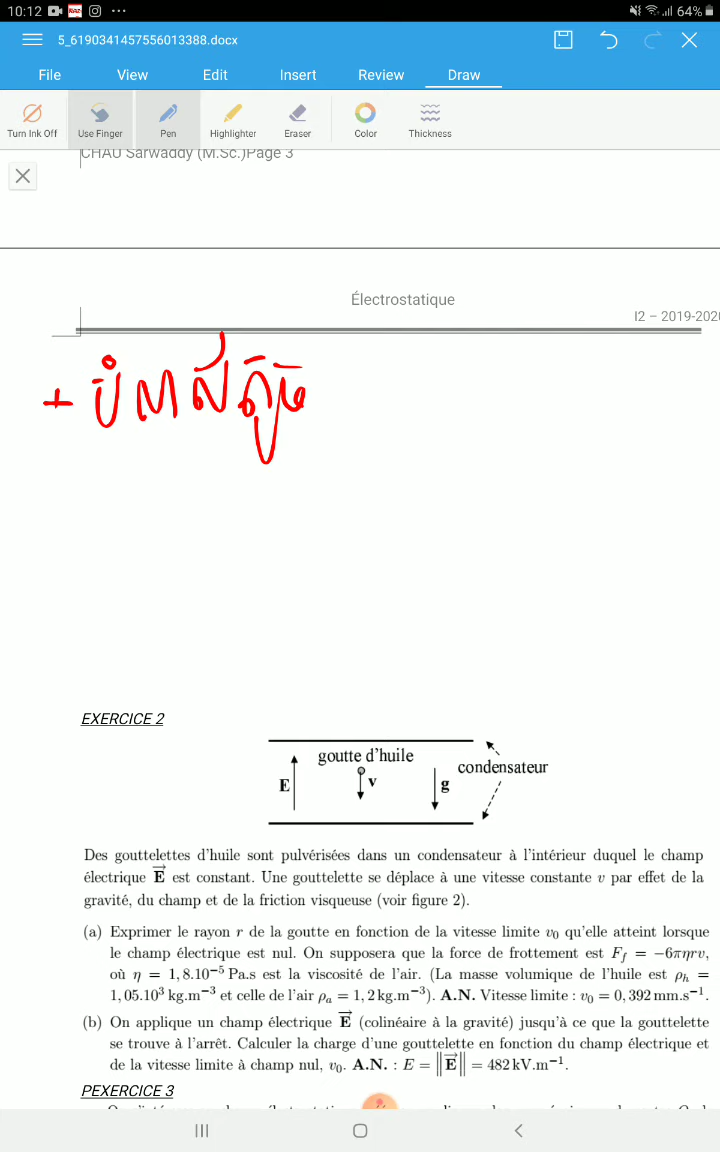 10:12 64%
5_6190341457556013388.docx
File View Edit Insert Review Draw
Turn Ink Off Use Finger Pen Highlighter Eraser Color Thickness
CHAU Sarwaddy (M.Sc.)Page 3
Électrostatique
I2 – 2019-2020
EXERCICE 2
goutte d'huile
condensateur
E v g
Des gouttelettes d'huile sont pulvérisées dans un condensateur à l'intérieur duquel le champ
électrique E⃗ est constant. Une gouttelette se déplace à une vitesse constante v par effet de la
gravité, du champ et de la friction visqueuse (voir figure 2).
(a) Exprimer le rayon r de la goutte en fonction de la vitesse limite v₀ qu'elle atteint lorsque
le champ électrique est nul. On supposera que la force de frottement est F_f = −6πηrv,
où η = 1,8.10⁻⁵ Pa.s est la viscosité de l'air. (La masse volumique de l'huile est ρ_h =
1,05.10³ kg.m⁻³ et celle de l'air ρ_a = 1,2 kg.m⁻³). A.N. Vitesse limite : v₀ = 0,392 mm.s⁻¹.
(b) On applique un champ électrique E⃗ (colinéaire à la gravité) jusqu'à ce que la gouttelette
se trouve à l'arrêt. Calculer la charge d'une gouttelette en fonction du champ électrique et
de la vitesse limite à champ nul, v₀. A.N. : E = ‖E⃗‖ = 482 kV.m⁻¹.
PEXERCICE 3